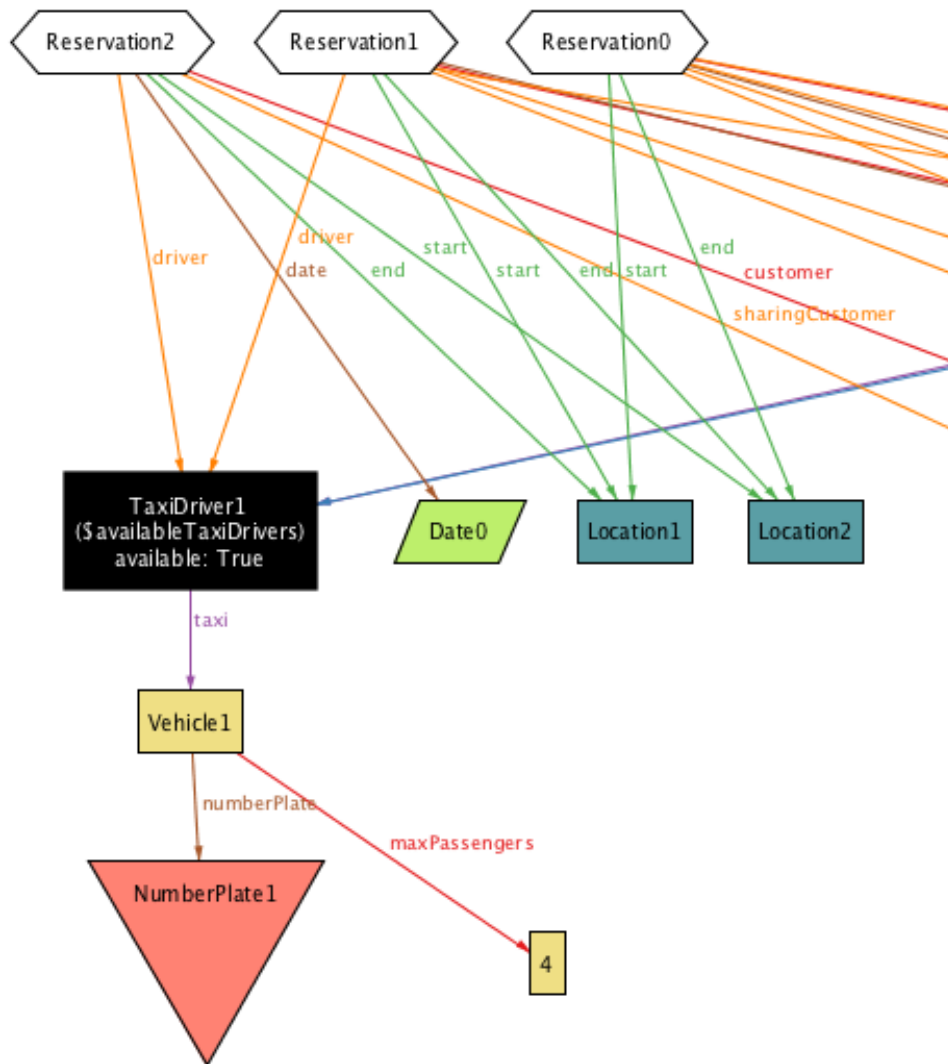 Reservation2
Reservation1
Reservation0
driver
driver
date
end
start
start
end
start
end
customer
sharingCustomer
TaxiDriver1
($availableTaxiDrivers)
available: True
Date0
Location1
Location2
taxi
Vehicle1
numberPlate
maxPassengers
NumberPlate1
4